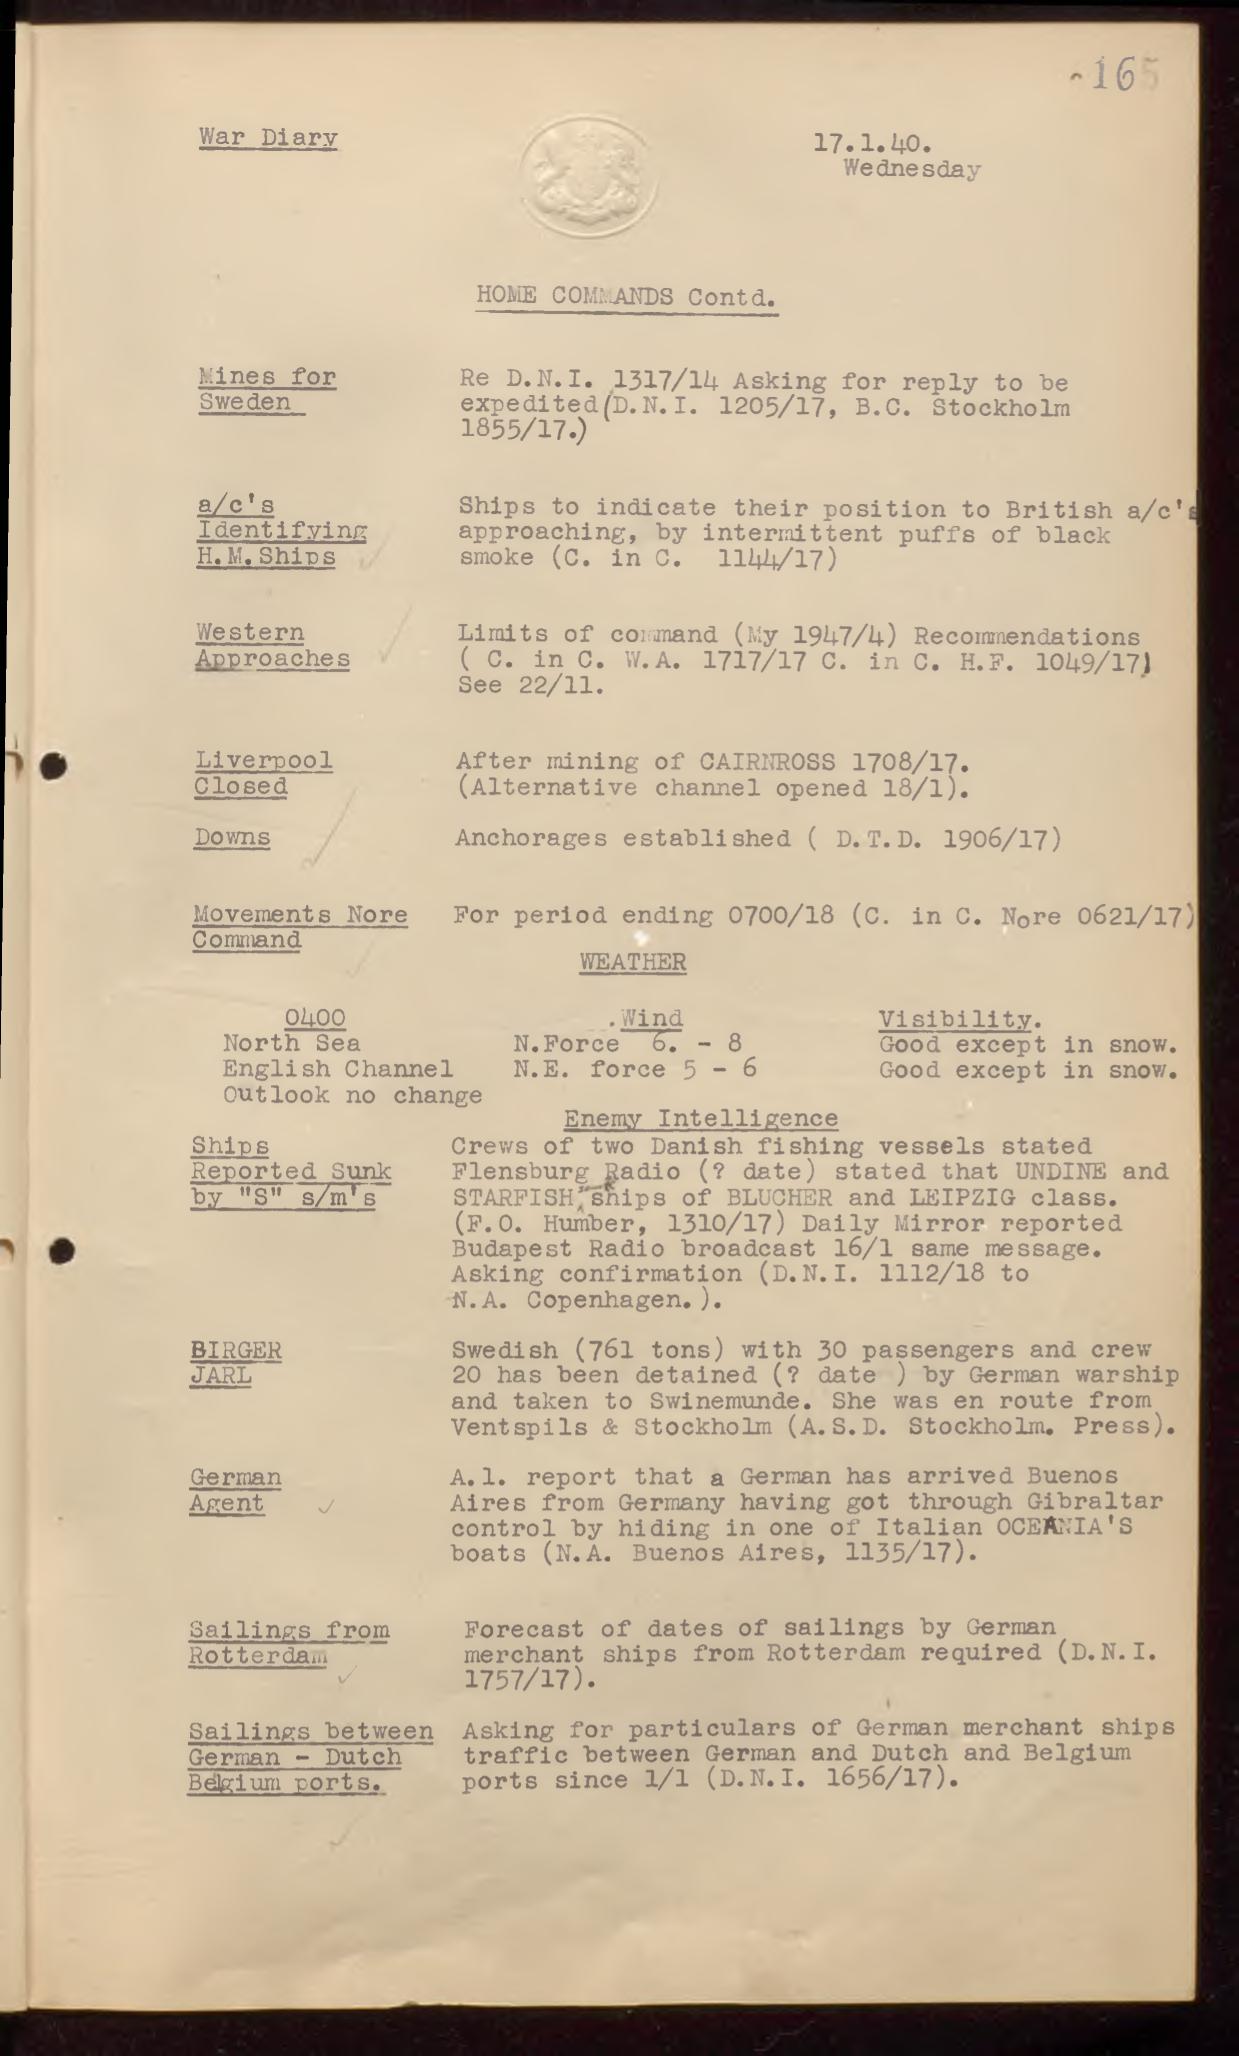 165
War Diary
17.1.40.
Wednesday
HOME COMMANDS Contd.
Mines for Re D.N.I. 1317/14 Asking for reply to be
Sweden expedited (D.N.I. 1205/17, B.C. Stockholm
1855/17.)
a/c's Ships to indicate their position to British a/c's
Identifying approaching, by intermittent puffs of black
H.M.Ships smoke (C. in C. 1144/17)
Western Limits of command (My 1947/4) Recommendations
Approaches ( C. in C. W.A. 1717/17 C. in C. H.F. 1049/17)
See 22/11.
Liverpool After mining of CAIRNROSS 1708/17.
Closed (Alternative channel opened 18/1).
Downs Anchorages established ( D.T.D. 1906/17)
Movements Nore For period ending 0700/18 (C. in C. Nore 0621/17)
Command
WEATHER
0400 .Wind Visibility.
North Sea N.Force 6. - 8 Good except in snow.
English Channel N.E. force 5 - 6 Good except in snow.
Outlook no change
Enemy Intelligence
Ships Crews of two Danish fishing vessels stated
Reported Sunk Flensburg Radio (? date) stated that UNDINE and
by "S" s/m's STARFISH, ships of BLUCHER and LEIPZIG class.
(F.O. Humber, 1310/17) Daily Mirror reported
Budapest Radio broadcast 16/1 same message.
Asking confirmation (D.N.I. 1112/18 to
N.A. Copenhagen.).
BIRGER Swedish (761 tons) with 30 passengers and crew
JARL 20 has been detained (? date ) by German warship
and taken to Swinemunde. She was en route from
Ventspils & Stockholm (A.S.D. Stockholm. Press).
German A.1. report that a German has arrived Buenos
Agent Aires from Germany having got through Gibraltar
control by hiding in one of Italian OCEANIA'S
boats (N.A. Buenos Aires, 1135/17).
Sailings from Forecast of dates of sailings by German
Rotterdam merchant ships from Rotterdam required (D.N.I.
1757/17).
Sailings between Asking for particulars of German merchant ships
German - Dutch traffic between German and Dutch and Belgium
Belgium ports. ports since 1/1 (D.N.I. 1656/17).